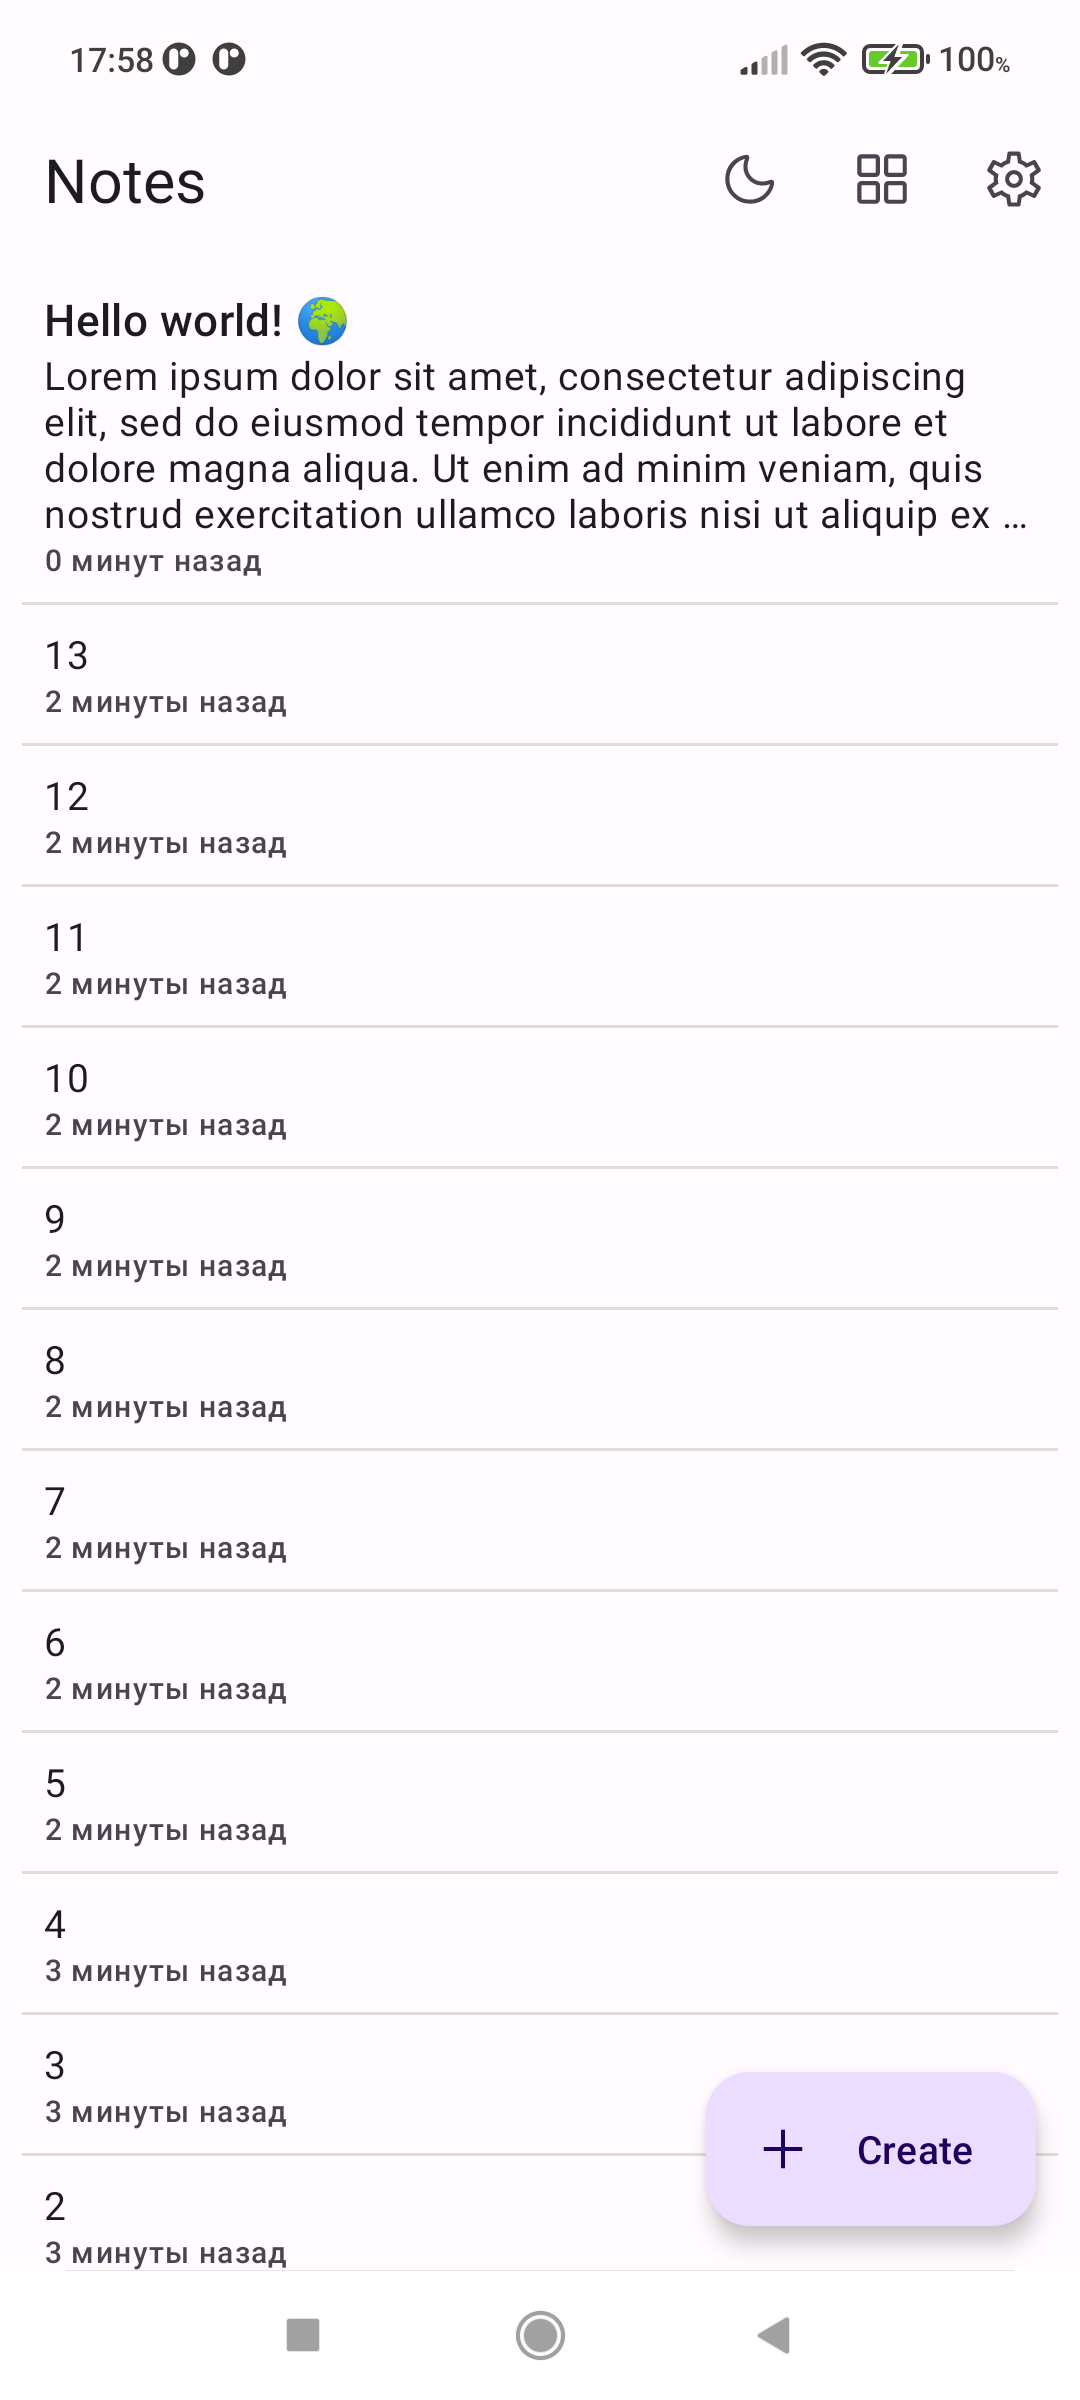 17:58
100%
Notes
Hello world! 🌍
Lorem ipsum dolor sit amet, consectetur adipiscing
elit, sed do eiusmod tempor incididunt ut labore et
dolore magna aliqua. Ut enim ad minim veniam, quis
nostrud exercitation ullamco laboris nisi ut aliquip ex ...
0 минут назад
13
2 минуты назад
12
2 минуты назад
11
2 минуты назад
10
2 минуты назад
9
2 минуты назад
8
2 минуты назад
7
2 минуты назад
6
2 минуты назад
5
2 минуты назад
4
3 минуты назад
3
3 минуты назад
Create
2
3 минуты назад